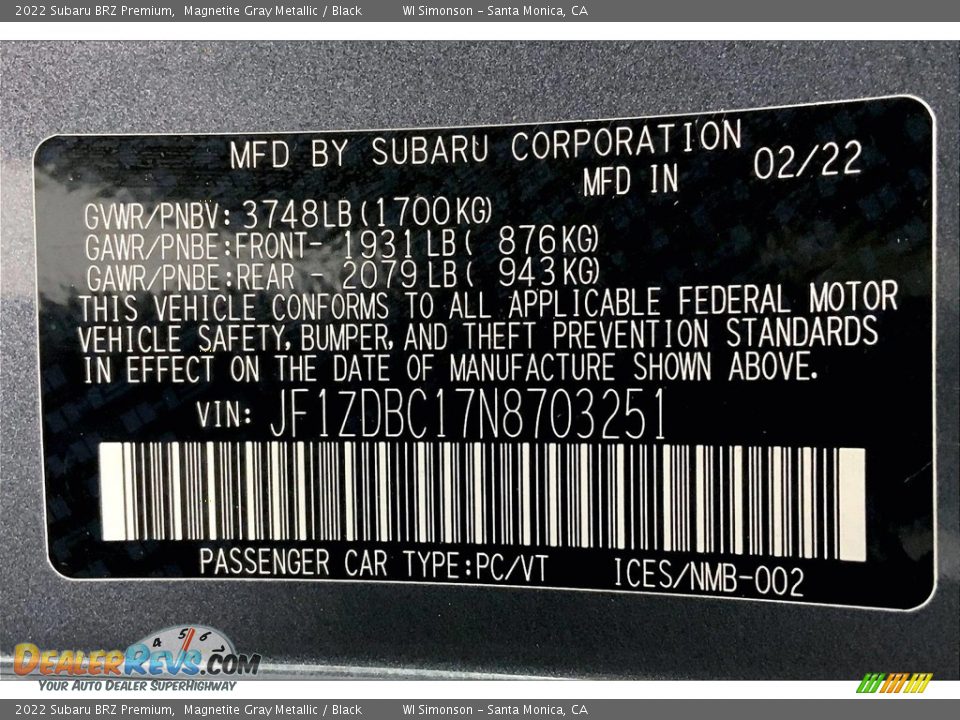 2022 Subaru BRZ Premium, Magnetite Gray Metallic / Black WI Simonson - Santa Monica, CA
MFD BY SUBARU CORPORATION 02/22
MFD IN
GVWR/PNBV: 3748LB(1700KG)
GAWR/PNBE:FRONT- 1931 LB( 876KG)
GAWR/PNBE:REAR - 2079 LB( 943KG)
THIS VEHICLE CONFORMS TO ALL APPLICABLE FEDERAL MOTOR
VEHICLE SAFETY, BUMPER, AND THEFT PREVENTION STANDARDS
IN EFFECT ON THE DATE OF MANUFACTURE SHOWN ABOVE.
VIN: JF1ZDBC17N8703251
PASSENGER CAR TYPE:PC/VT ICES/NMB-002
4 5 6 7
DEALERREVS.COM
YOUR AUTO DEALER SUPERHIGHWAY
2022 Subaru BRZ Premium, Magnetite Gray Metallic / Black WI Simonson - Santa Monica, CA